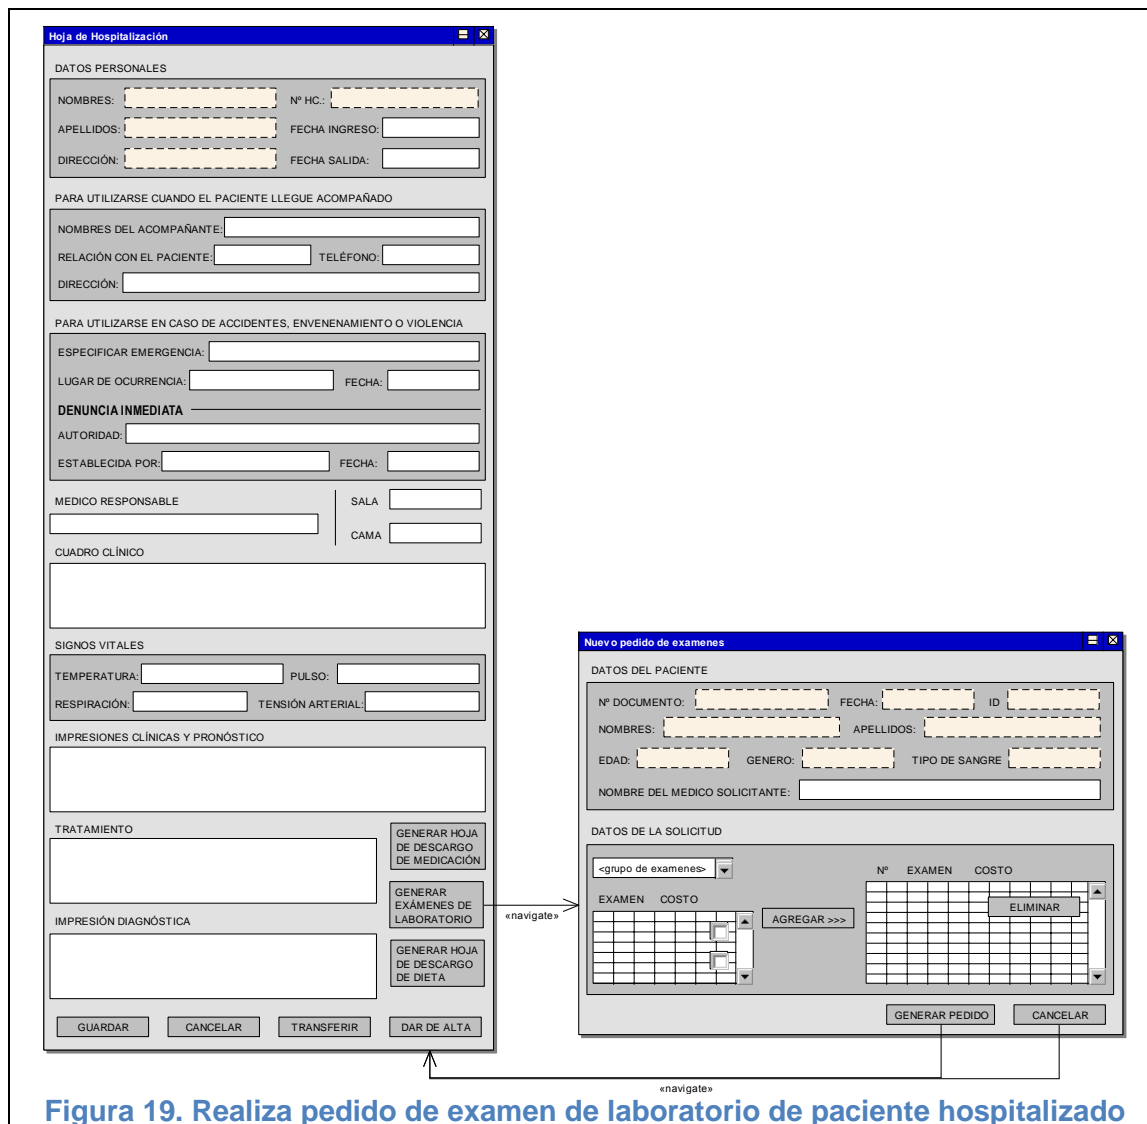 Hoja de Hospitalización
DATOS PERSONALES
NOMBRES:
Nº HC.:
APELLIDOS:
FECHA INGRESO:
DIRECCIÓN:
FECHA SALIDA:
PARA UTILIZARSE CUANDO EL PACIENTE LLEGUE ACOMPAÑADO
NOMBRES DEL ACOMPAÑANTE:
RELACIÓN CON EL PACIENTE:
TELÉFONO:
DIRECCIÓN:
PARA UTILIZARSE EN CASO DE ACCIDENTES, ENVENENAMIENTO O VIOLENCIA
ESPECIFICAR EMERGENCIA:
LUGAR DE OCURRENCIA:
FECHA:
DENUNCIA INMEDIATA
AUTORIDAD:
ESTABLECIDA POR:
FECHA:
MEDICO RESPONSABLE
SALA
CAMA
CUADRO CLÍNICO
SIGNOS VITALES
TEMPERATURA:
PULSO:
RESPIRACIÓN:
TENSIÓN ARTERIAL:
IMPRESIONES CLÍNICAS Y PRONÓSTICO
TRATAMIENTO
GENERAR HOJA
DE DESCARGO
DE MEDICACIÓN
GENERAR
EXÁMENES DE
LABORATORIO
IMPRESIÓN DIAGNÓSTICA
GENERAR HOJA
DE DESCARGO
DE DIETA
GUARDAR
CANCELAR
TRANSFERIR
DAR DE ALTA
«navigate»
Nuevo pedido de examenes
DATOS DEL PACIENTE
Nº DOCUMENTO:
FECHA:
ID
NOMBRES:
APELLIDOS:
EDAD:
GENERO:
TIPO DE SANGRE
NOMBRE DEL MEDICO SOLICITANTE:
DATOS DE LA SOLICITUD
<grupo de examenes>
EXAMEN COSTO
AGREGAR >>>
Nº EXAMEN COSTO
ELIMINAR
GENERAR PEDIDO
CANCELAR
«navigate»
Figura 19. Realiza pedido de examen de laboratorio de paciente hospitalizado